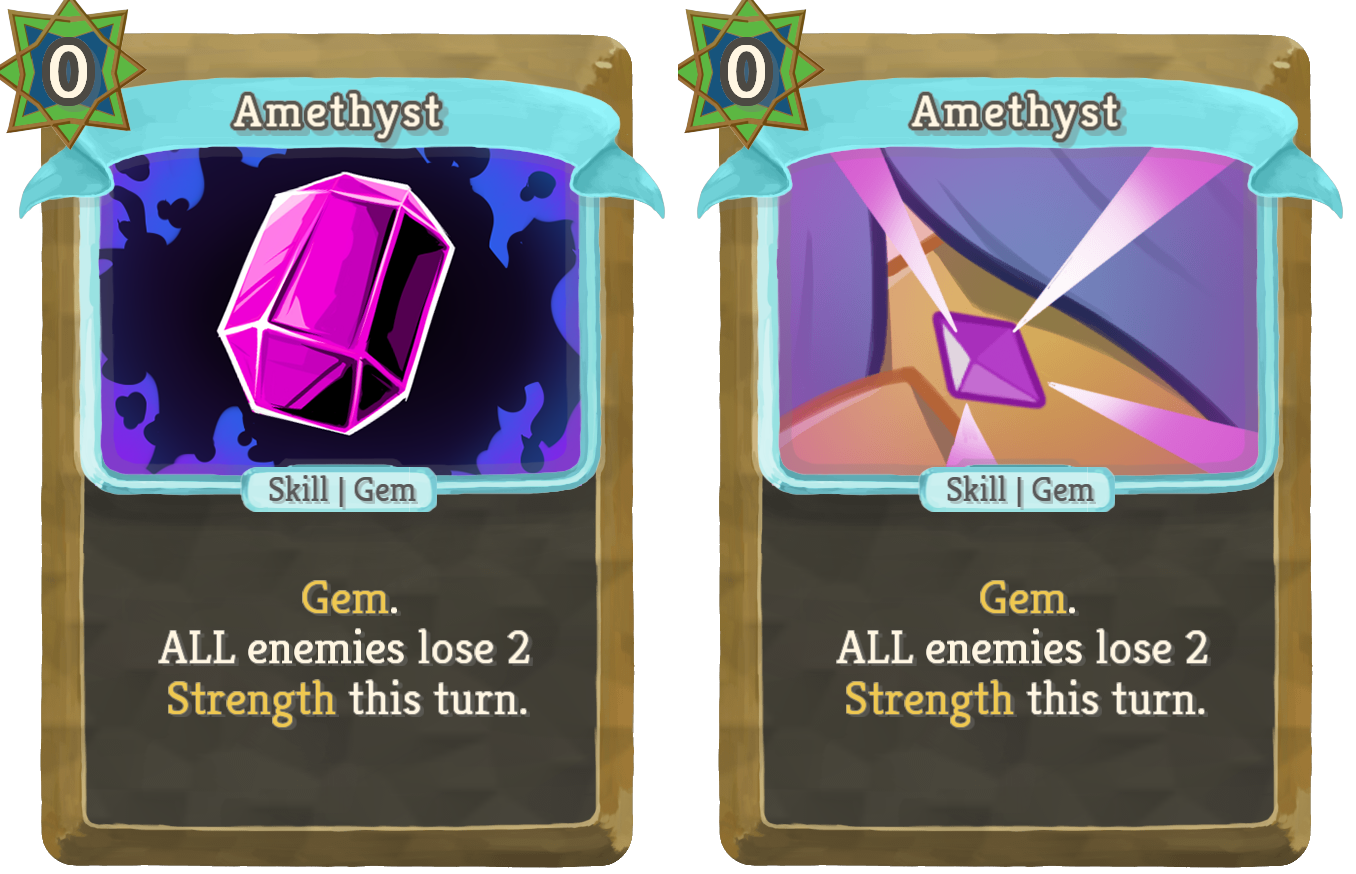 0
Amethyst
Skill | Gem
Gem.
ALL enemies lose 2
Strength this turn.
0
Amethyst
Skill | Gem
Gem.
ALL enemies lose 2
Strength this turn.